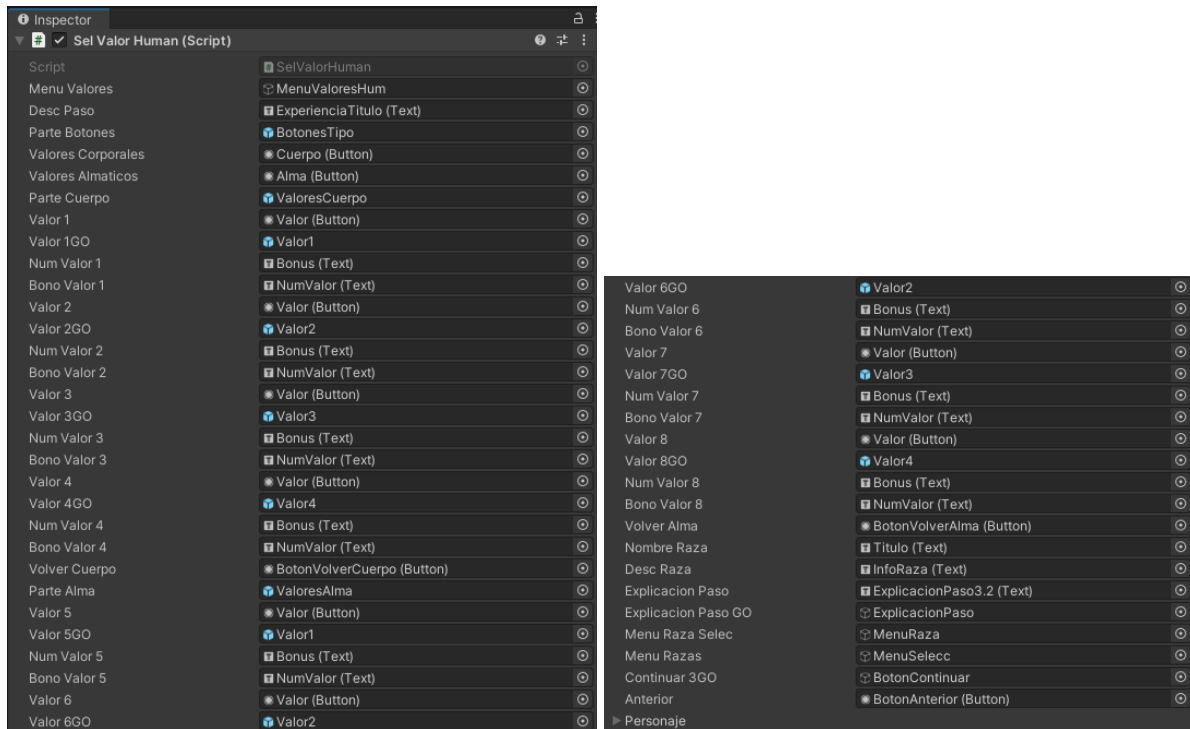 Inspector
# Sel Valor Human (Script)
Script SelValorHuman
Menu Valores MenuValoresHum
Desc Paso ExperienciaTitulo (Text)
Parte Botones BotonesTipo
Valores Corporales Cuerpo (Button)
Valores Almaticos Alma (Button)
Parte Cuerpo ValoresCuerpo
Valor 1 Valor (Button)
Valor 1GO Valor1
Num Valor 1 Bonus (Text)
Bono Valor 1 NumValor (Text)
Valor 2 Valor (Button)
Valor 2GO Valor2
Num Valor 2 Bonus (Text)
Bono Valor 2 NumValor (Text)
Valor 3 Valor (Button)
Valor 3GO Valor3
Num Valor 3 Bonus (Text)
Bono Valor 3 NumValor (Text)
Valor 4 Valor (Button)
Valor 4GO Valor4
Num Valor 4 Bonus (Text)
Bono Valor 4 NumValor (Text)
Volver Cuerpo BotonVolverCuerpo (Button)
Parte Alma ValoresAlma
Valor 5 Valor (Button)
Valor 5GO Valor1
Num Valor 5 Bonus (Text)
Bono Valor 5 NumValor (Text)
Valor 6 Valor (Button)
Valor 6GO Valor2
Valor 6GO Valor2
Num Valor 6 Bonus (Text)
Bono Valor 6 NumValor (Text)
Valor 7 Valor (Button)
Valor 7GO Valor3
Num Valor 7 Bonus (Text)
Bono Valor 7 NumValor (Text)
Valor 8 Valor (Button)
Valor 8GO Valor4
Num Valor 8 Bonus (Text)
Bono Valor 8 NumValor (Text)
Volver Alma BotonVolverAlma (Button)
Nombre Raza Titulo (Text)
Desc Raza InfoRaza (Text)
Explicacion Paso ExplicacionPaso3.2 (Text)
Explicacion Paso GO ExplicacionPaso
Menu Raza Selec MenuRaza
Menu Razas MenuSelecc
Continuar 3GO BotonContinuar
Anterior BotonAnterior (Button)
Personaje